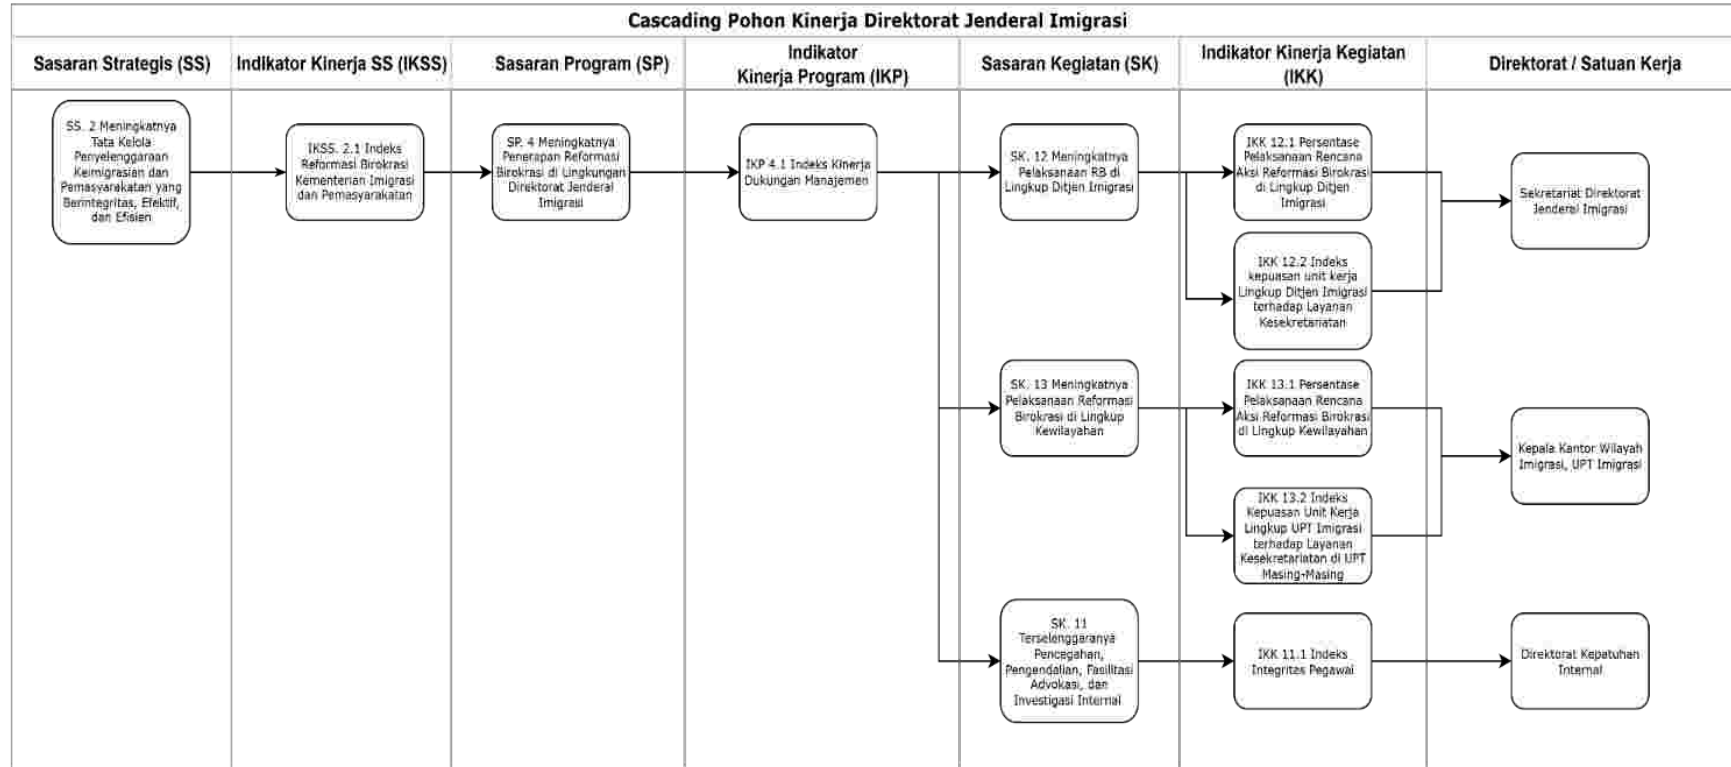 Cascading Pohon Kinerja Direktorat Jenderal Imigrasi
Sasaran Strategis (SS)
Indikator Kinerja SS (IKSS)
Sasaran Program (SP)
Indikator
Kinerja Program (IKP)
Sasaran Kegiatan (SK)
Indikator Kinerja Kegiatan
(IKK)
Direktorat / Satuan Kerja
SS. 2 Meningkatnya
Tata Kelola
Penyelenggaraan
Keimigrasian dan
Pemasyarakatan yang
Berintegritas, Efektif,
dan Efisien
IKSS. 2.1 Indeks
Reformasi Birokrasi
Kementerian Imigrasi
dan Pemasyarakatan
SP. 4 Meningkatnya
Penerapan Reformasi
Birokrasi di Lingkungan
Direktorat Jenderal
Imigrasi
IKP 4.1 Indeks Kinerja
Dukungan Manajemen
SK. 12 Meningkatnya
Pelaksanaan RB di
Lingkup Ditjen Imigrasi
IKK 12.1 Persentase
Pelaksanaan Rencana
Aksi Reformasi Birokrasi
di Lingkup Ditjen
Imigrasi
Sekretariat Direktorat
Jenderal Imigrasi
IKK 12.2 Indeks
kepuasan unit kerja
Lingkup Ditjen Imigrasi
terhadap Layanan
Kesekretariatan
SK. 13 Meningkatnya
Pelaksanaan Reformasi
Birokrasi di Lingkup
Kewilayahan
IKK 13.1 Persentase
Pelaksanaan Rencana
Aksi Reformasi Birokrasi
di Lingkup Kewilayahan
Kepala Kantor Wilayah
Imigrasi, UPT Imigrasi
IKK 13.2 Indeks
Kepuasan Unit Kerja
Lingkup UPT Imigrasi
terhadap Layanan
Kesekretariatan di UPT
Masing-Masing
SK. 11
Terselenggaranya
Pencegahan,
Pengendalian, Fasilitasi
Advokasi, dan
Investigasi Internal
IKK 11.1 Indeks
Integritas Pegawai
Direktorat Kepatuhan
Internal